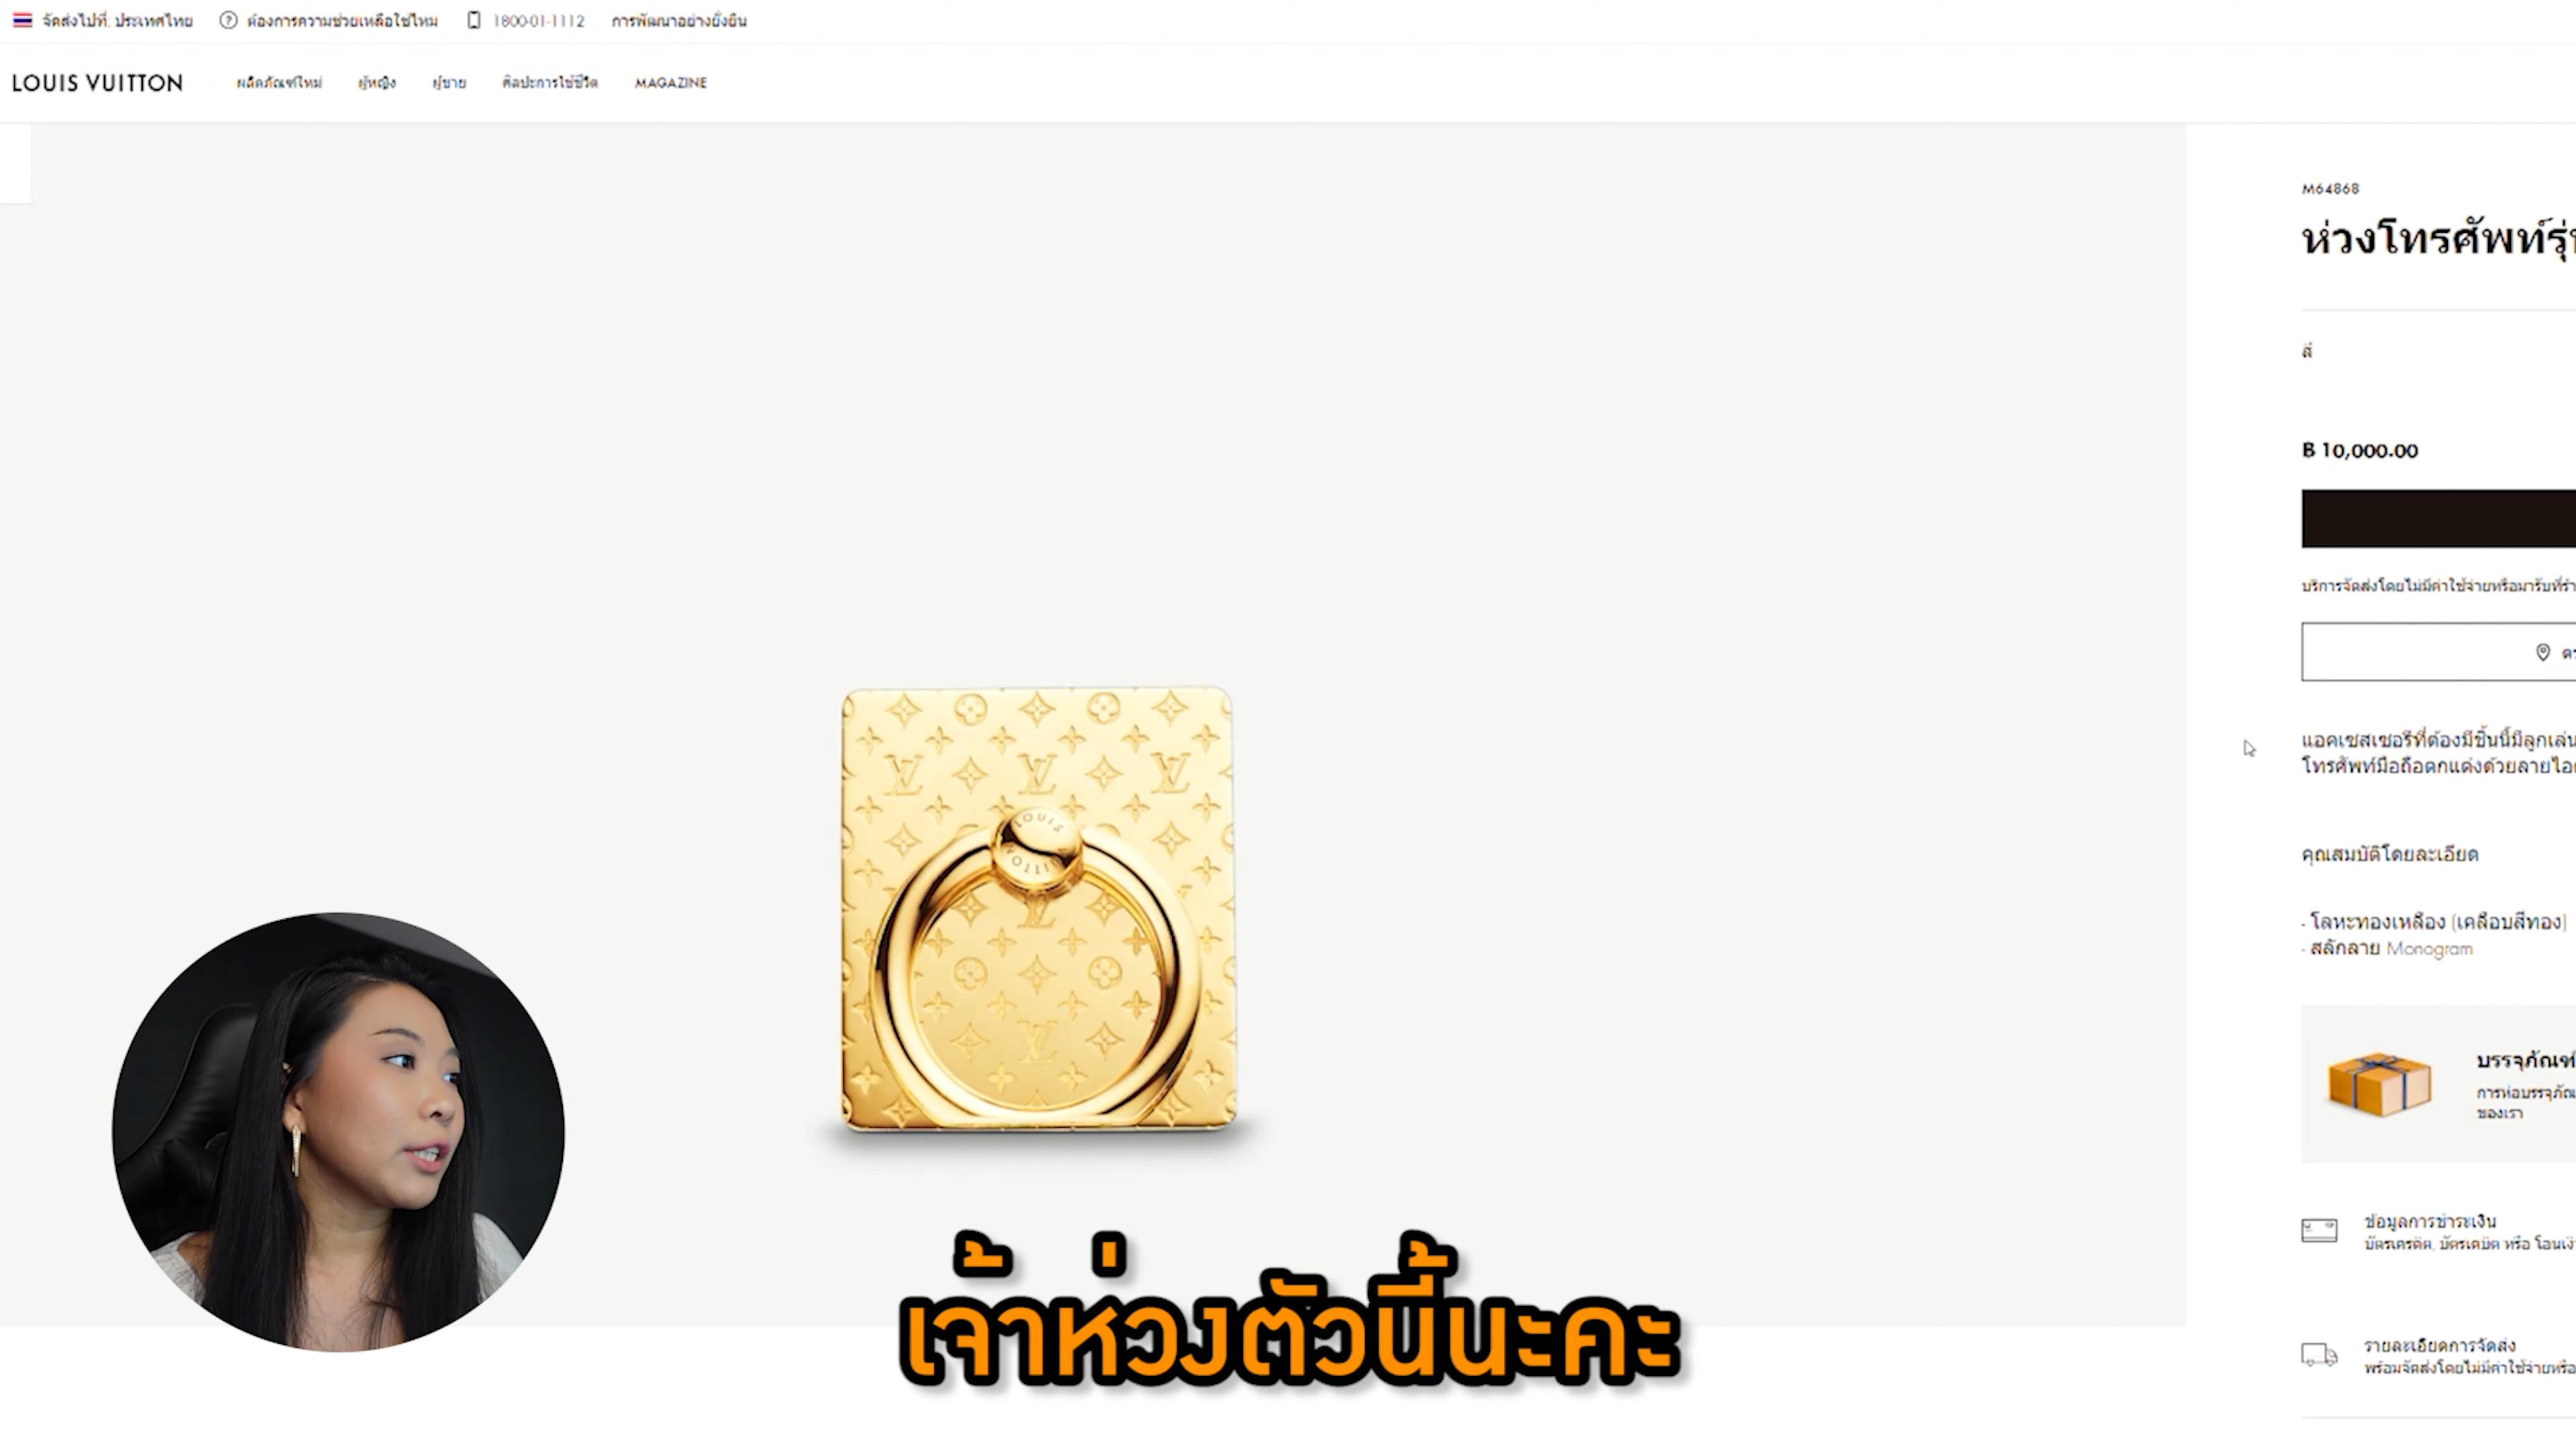 จัดส่งไปที่: ประเทศไทย ต้องการความช่วยเหลือใช่ไหม 1800-01-1112 การพัฒนาอย่างยั่งยืน
LOUIS VUITTON ผลิตภัณฑ์ใหม่ ผู้หญิง ผู้ชาย ศิลปะการใช้ชีวิต MAGAZINE
M64868
ห่วงโทรศัพท์รุ่น
สี
฿ 10,000.00
บริการจัดส่งโดยไม่มีค่าใช้จ่ายหรือมารับที่ร้า
ตร
แอคเซสเซอรีที่ต้องมีชิ้นนี้มีลูกเล่น
โทรศัพท์มือถือตกแต่งด้วยลายไอ
คุณสมบัติโดยละเอียด
- โลหะทองเหลือง (เคลือบสีทอง)
- สลักลาย Monogram
LOUIS
VUITTON
บรรจุภัณฑ์
การห่อบรรจุภัณ
ของเรา
ข้อมูลการชำระเงิน
บัตรเครดิต, บัตรเดบิต หรือ โอนเงิ
รายละเอียดการจัดส่ง
พร้อมจัดส่งโดยไม่มีค่าใช้จ่ายหรือ
เจ้าห่วงตัวนี้นะคะ